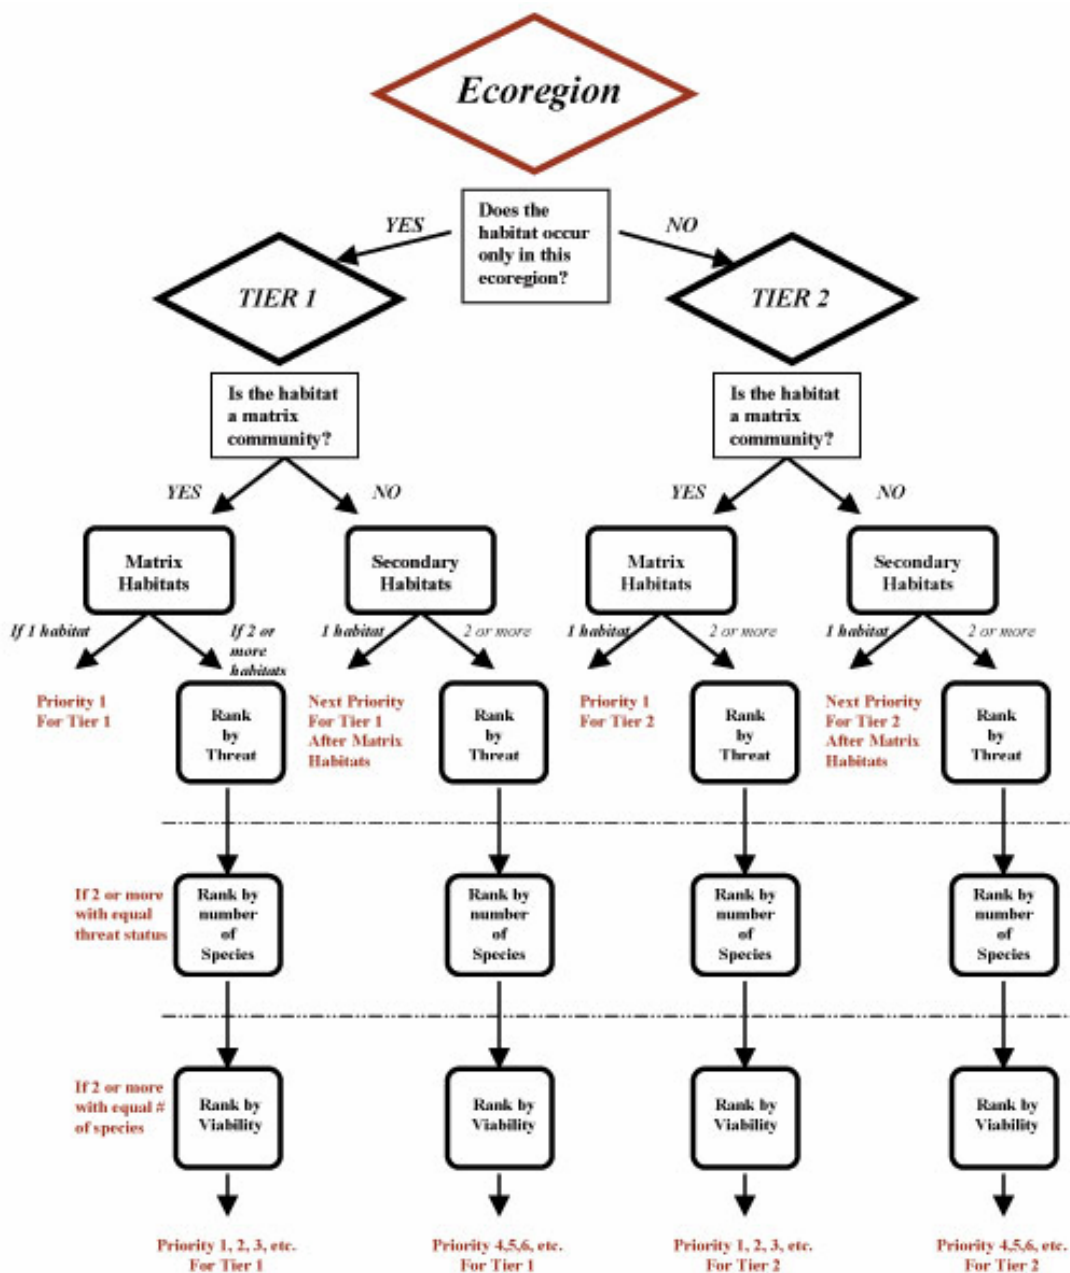 Ecoregion
Does the
habitat occur
only in this
ecoregion?
YES
NO
TIER 1
TIER 2
Is the habitat
a matrix
community?
Is the habitat
a matrix
community?
YES
NO
YES
NO
Matrix
Habitats
Secondary
Habitats
Matrix
Habitats
Secondary
Habitats
If 1 habitat
If 2 or
more
habitats
1 habitat
2 or more
1 habitat
2 or more
1 habitat
2 or more
Priority 1
For Tier 1
Rank
by
Threat
Next Priority
For Tier 1
After Matrix
Habitats
Rank
by
Threat
Priority 1
For Tier 2
Rank
by
Threat
Next Priority
For Tier 2
After Matrix
Habitats
Rank
by
Threat
If 2 or more
with equal
threat status
Rank by
number
of
Species
Rank by
number
of
Species
Rank by
number
of
Species
Rank by
number
of
Species
If 2 or more
with equal #
of species
Rank by
Viability
Rank by
Viability
Rank by
Viability
Rank by
Viability
Priority 1, 2, 3, etc.
For Tier 1
Priority 4,5,6, etc.
For Tier 1
Priority 1, 2, 3, etc.
For Tier 2
Priority 4,5,6, etc.
For Tier 2